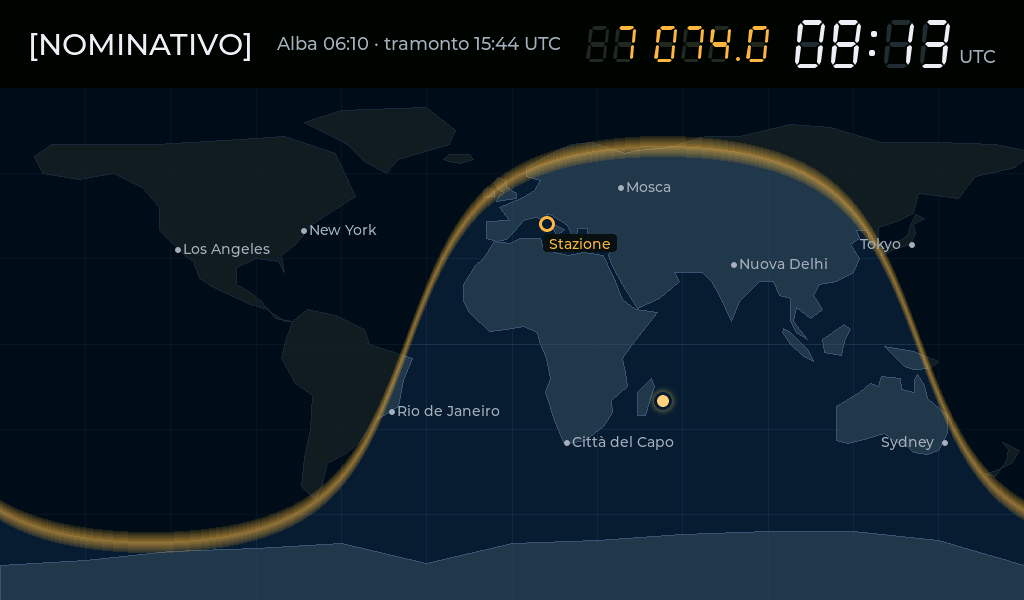 [NOMINATIVO] Alba 06:10 · tramonto 15:44 UTC 7 074.0 08:13 UTC
Mosca
New York
Los Angeles
Stazione
Tokyo
Nuova Delhi
Rio de Janeiro
Città del Capo
Sydney